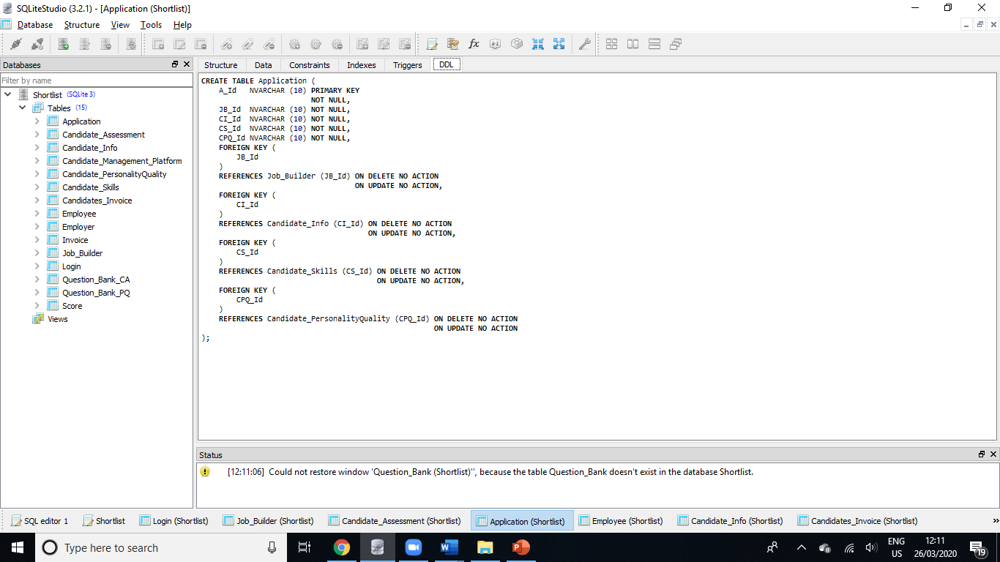 SQLiteStudio (3.2.1) - [Application (Shortlist)]
Database Structure View Tools Help
Databases
Filter by name
Shortlist (SQLite 3)
Tables (15)
Application
Candidate_Assessment
Candidate_Info
Candidate_Management_Platform
Candidate_PersonalityQuality
Candidate_Skills
Candidates_Invoice
Employee
Employer
Invoice
Job_Builder
Login
Question_Bank_CA
Question_Bank_PQ
Score
Views
Structure Data Constraints Indexes Triggers DDL
CREATE TABLE Application (
    A_Id   NVARCHAR (10) PRIMARY KEY
                         NOT NULL,
    JB_Id  NVARCHAR (10) NOT NULL,
    CI_Id  NVARCHAR (10) NOT NULL,
    CS_Id  NVARCHAR (10) NOT NULL,
    CPQ_Id NVARCHAR (10) NOT NULL,
    FOREIGN KEY (
        JB_Id
    )
    REFERENCES Job_Builder (JB_Id) ON DELETE NO ACTION
                                   ON UPDATE NO ACTION,
    FOREIGN KEY (
        CI_Id
    )
    REFERENCES Candidate_Info (CI_Id) ON DELETE NO ACTION
                                      ON UPDATE NO ACTION,
    FOREIGN KEY (
        CS_Id
    )
    REFERENCES Candidate_Skills (CS_Id) ON DELETE NO ACTION
                                        ON UPDATE NO ACTION,
    FOREIGN KEY (
        CPQ_Id
    )
    REFERENCES Candidate_PersonalityQuality (CPQ_Id) ON DELETE NO ACTION
                                                     ON UPDATE NO ACTION
);
Status
[12:11:06] Could not restore window 'Question_Bank (Shortlist)'', because the table Question_Bank doesn't exist in the database Shortlist.
SQL editor 1 Shortlist Login (Shortlist) Job_Builder (Shortlist) Candidate_Assessment (Shortlist) Application (Shortlist) Employee (Shortlist) Candidate_Info (Shortlist) Candidates_Invoice (Shortlist) »
Type here to search
ENG
US
12:11
26/03/2020
19